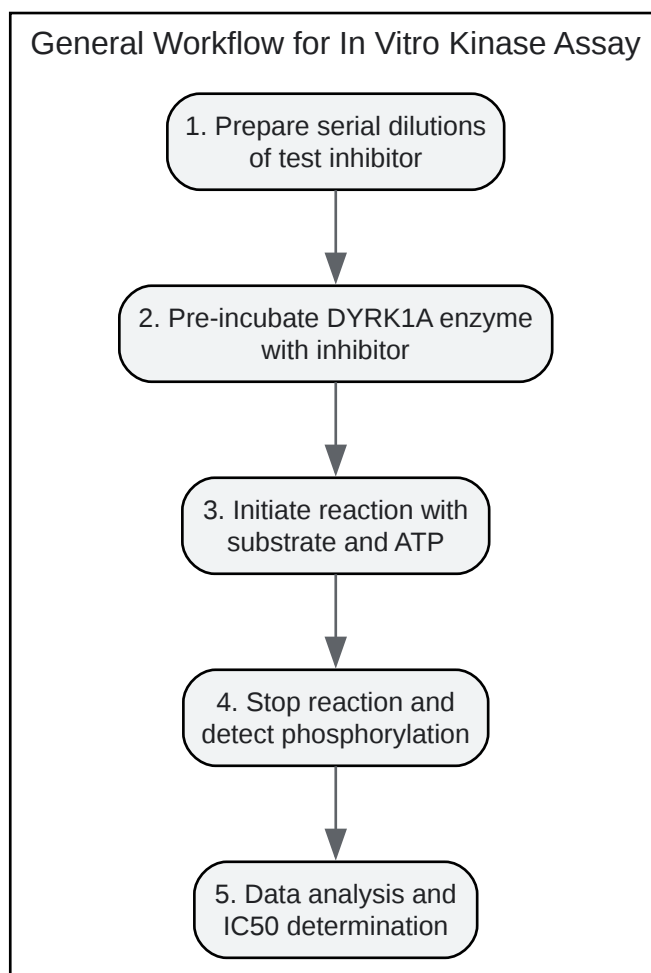 General Workflow for In Vitro Kinase Assay
1. Prepare serial dilutions
of test inhibitor
2. Pre-incubate DYRK1A enzyme
with inhibitor
3. Initiate reaction with
substrate and ATP
4. Stop reaction and
detect phosphorylation
5. Data analysis and
IC50 determination